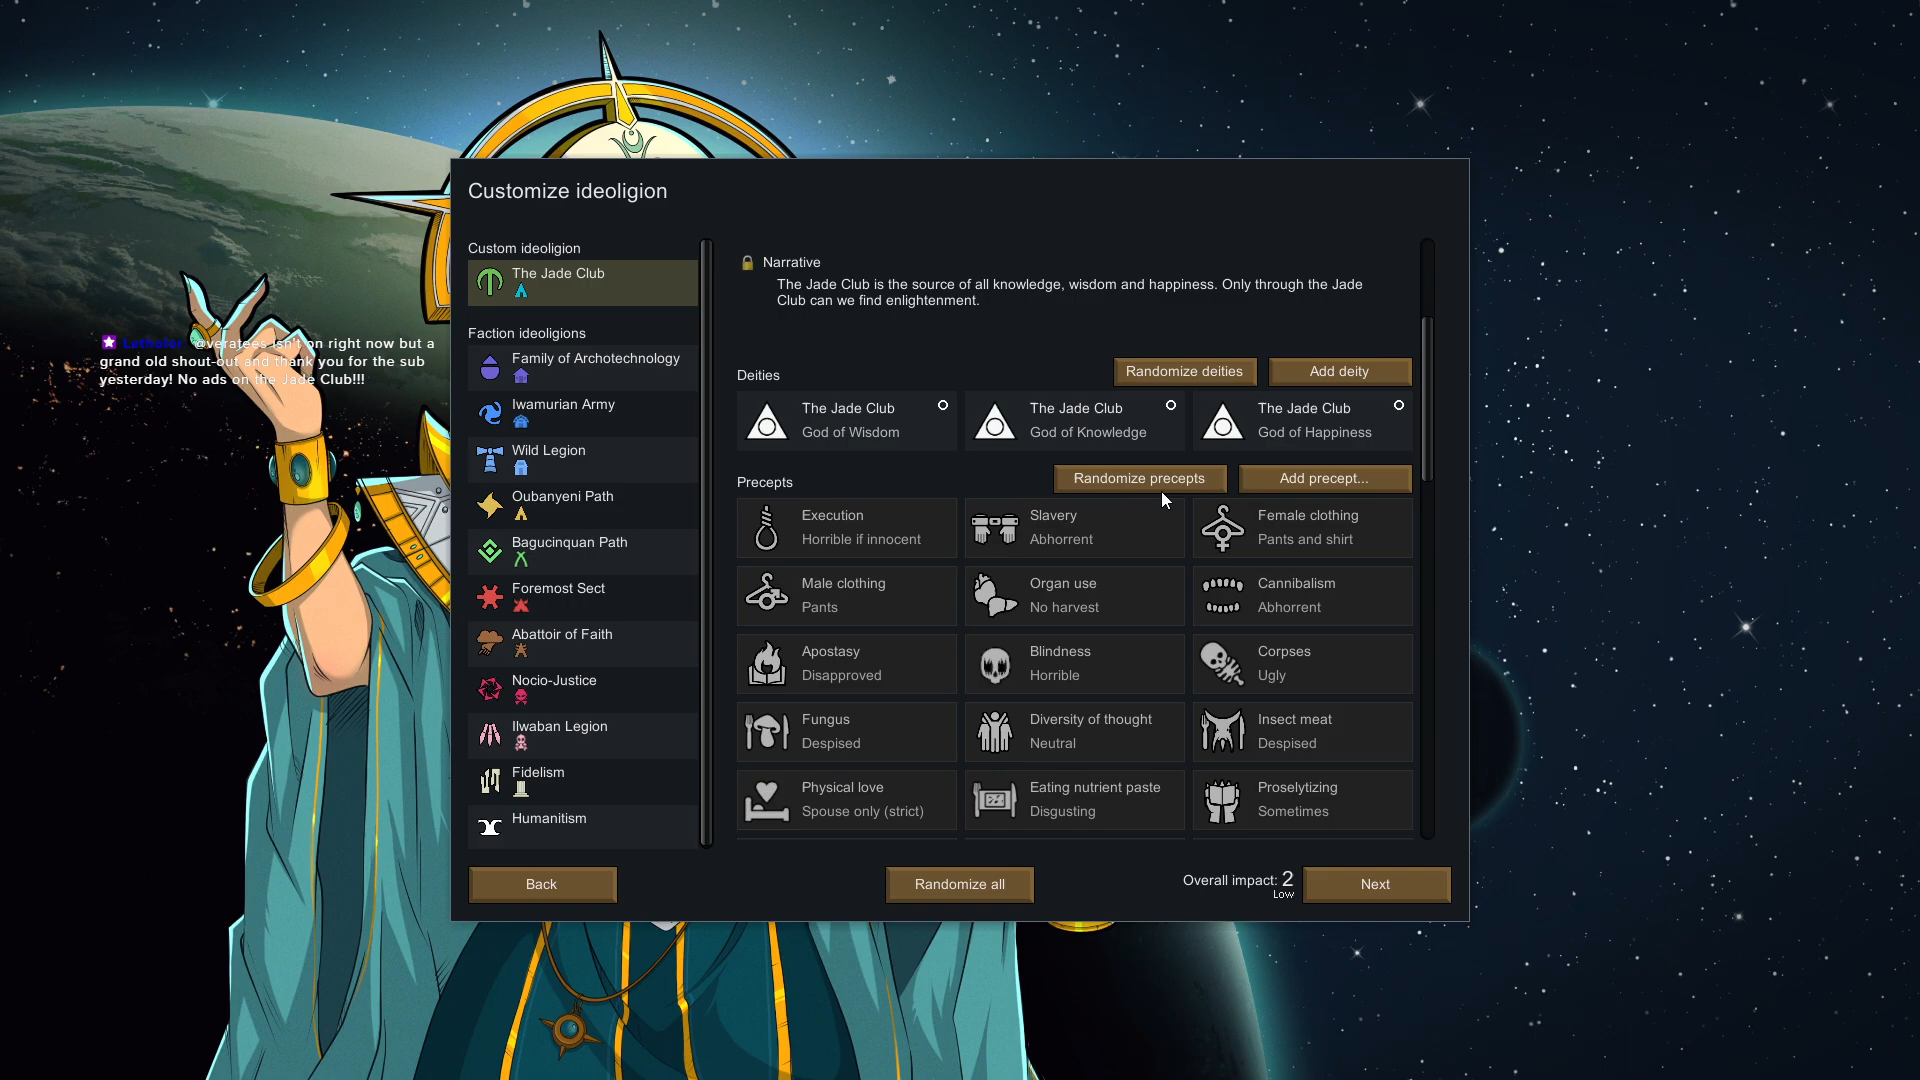 Customize ideoligion
Custom ideoligion
The Jade Club
Faction ideoligions
Family of Archotechnology
Iwamurian Army
Wild Legion
Oubanyeni Path
Bagucinquan Path
Foremost Sect
Abattoir of Faith
Nocio-Justice
Ilwaban Legion
Fidelism
Humanitism
Narrative
The Jade Club is the source of all knowledge, wisdom and happiness. Only through the Jade
Club can we find enlightenment.
Deities
Randomize deities
Add deity
The Jade Club
God of Wisdom
The Jade Club
God of Knowledge
The Jade Club
God of Happiness
Precepts
Randomize precepts
Add precept...
Execution
Horrible if innocent
Slavery
Abhorrent
Female clothing
Pants and shirt
Male clothing
Pants
Organ use
No harvest
Cannibalism
Abhorrent
Apostasy
Disapproved
Blindness
Horrible
Corpses
Ugly
Fungus
Despised
Diversity of thought
Neutral
Insect meat
Despised
Physical love
Spouse only (strict)
Eating nutrient paste
Disgusting
Proselytizing
Sometimes
Back
Randomize all
Overall impact: 2
Low
Next
@veratees isn't on right now but a
grand old shout-out and thank you for the sub
yesterday! No ads on the Jade Club!!!